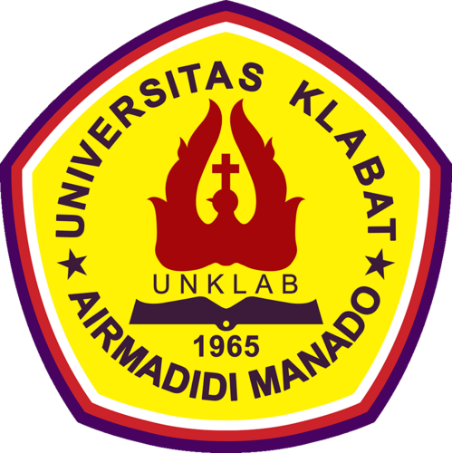 UNIVERSITAS KLABAT
UNKLAB
1965
AIRMADIDI MANADO